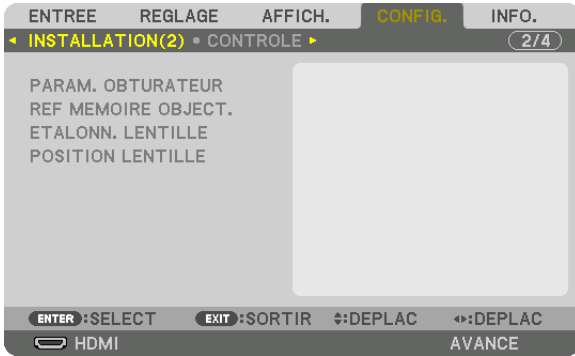 ENTREE REGLAGE AFFICH. CONFIG. INFO.
INSTALLATION(2) • CONTROLE 2/4
PARAM. OBTURATEUR
REF MEMOIRE OBJECT.
ETALONN. LENTILLE
POSITION LENTILLE
ENTER :SELECT EXIT :SORTIR :DEPLAC :DEPLAC
HDMI AVANCE